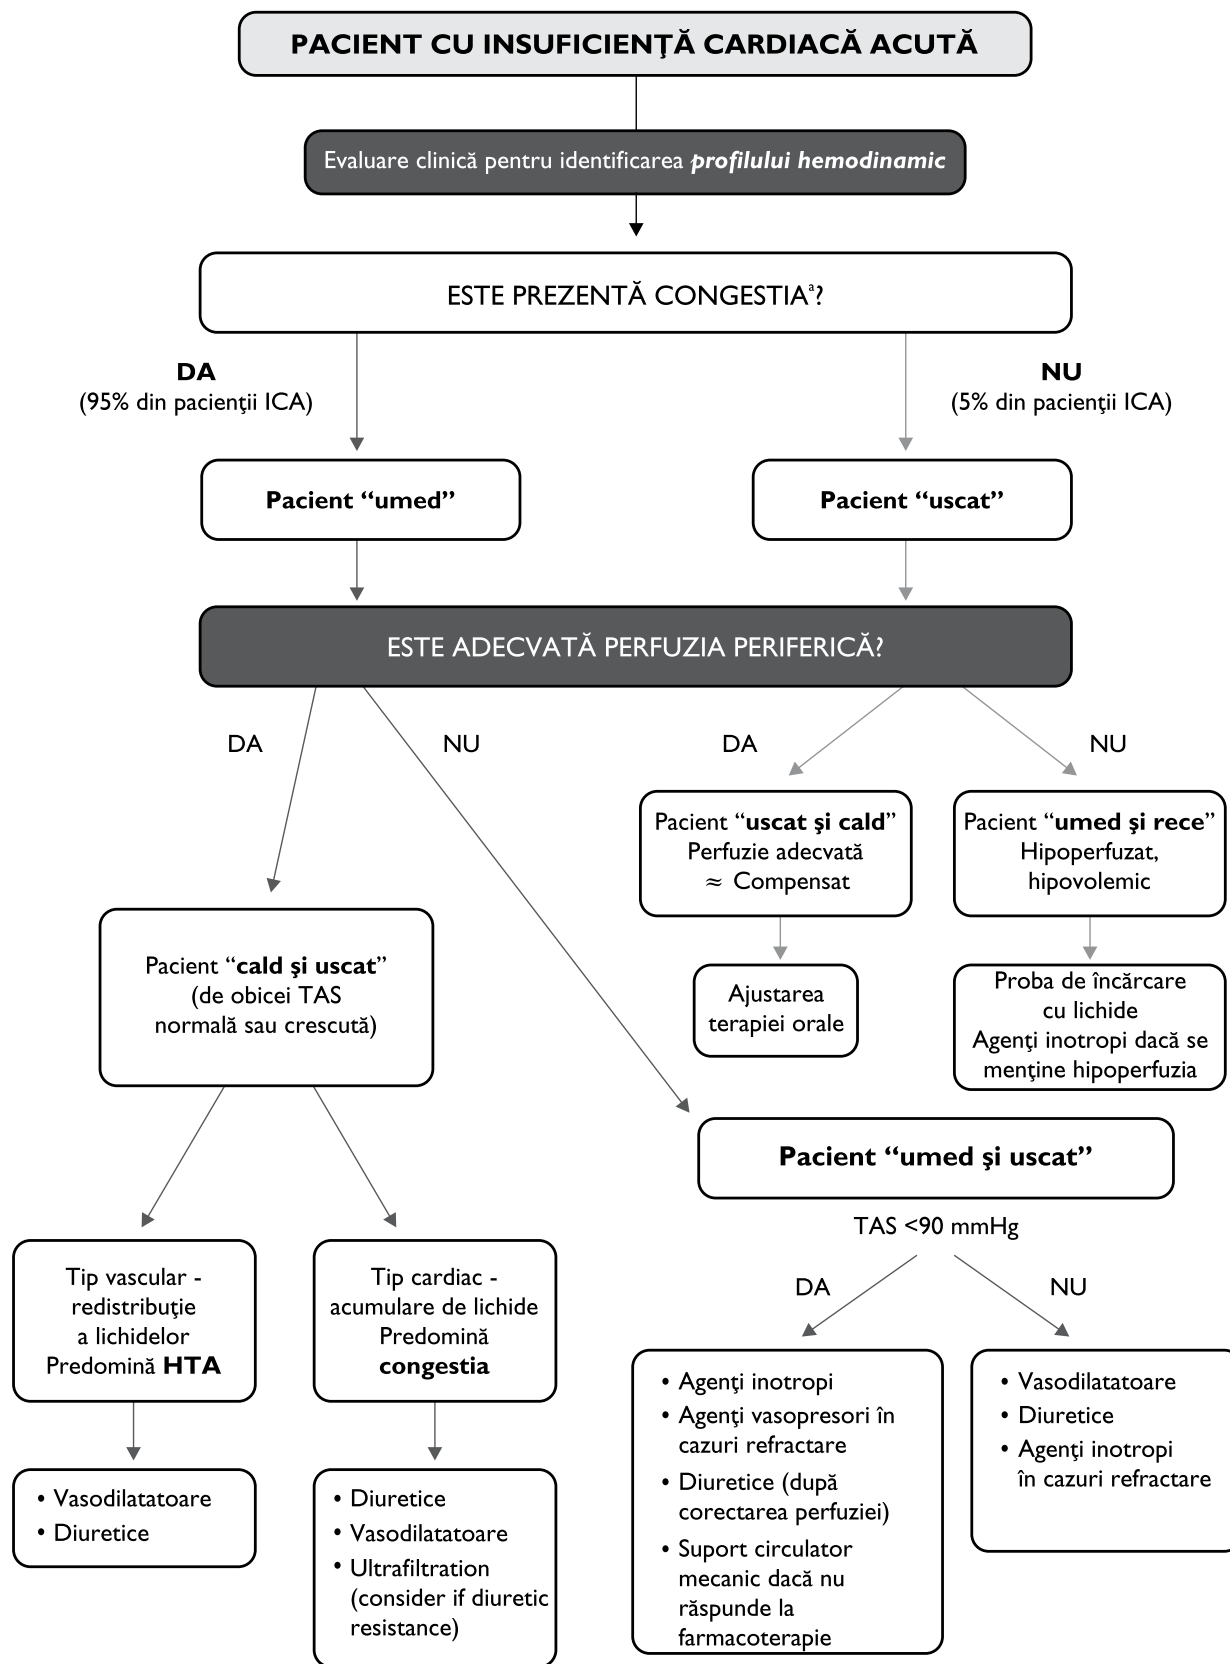 PACIENT CU INSUFICIENŢĂ CARDIACĂ ACUTĂ
Evaluare clinică pentru identificarea profilului hemodinamic
ESTE PREZENTĂ CONGESTIAª?
DA
(95% din pacienţii ICA)
NU
(5% din pacienţii ICA)
Pacient “umed”
Pacient “uscat”
ESTE ADECVATĂ PERFUZIA PERIFERICĂ?
DA
NU
DA
NU
Pacient “uscat şi cald”
Perfuzie adecvată
≈ Compensat
Pacient “umed şi rece”
Hipoperfuzat,
hipovolemic
Pacient “cald şi uscat”
(de obicei TAS
normală sau crescută)
Ajustarea
terapiei orale
Proba de încărcare
cu lichide
Agenţi inotropi dacă se
menţine hipoperfuzia
Pacient “umed şi uscat”
TAS <90 mmHg
DA
NU
Tip vascular -
redistribuţie
a lichidelor
Predomină HTA
Tip cardiac -
acumulare de lichide
Predomină
congestia
• Agenţi inotropi
• Agenţi vasopresori în
cazuri refractare
• Diuretice (după
corectarea perfuziei)
• Suport circulator
mecanic dacă nu
răspunde la
farmacoterapie
• Vasodilatatoare
• Diuretice
• Agenţi inotropi
în cazuri refractare
• Vasodilatatoare
• Diuretice
• Diuretice
• Vasodilatatoare
• Ultrafiltration
(consider if diuretic
resistance)